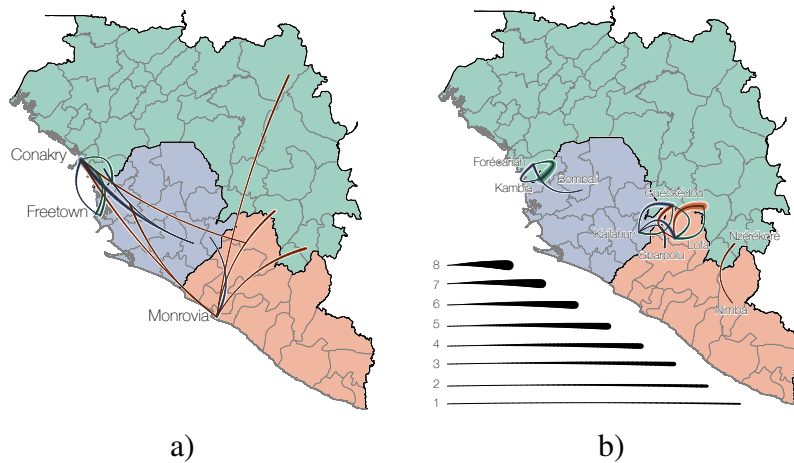 Conakry
Freetown
Monrovia
Forécariah
Bombali
Kambia
Guéckédou
Kailahun
Gbarpolu
Lofa
Nzérékoré
Nimba
8
7
6
5
4
3
2
1
a)
b)